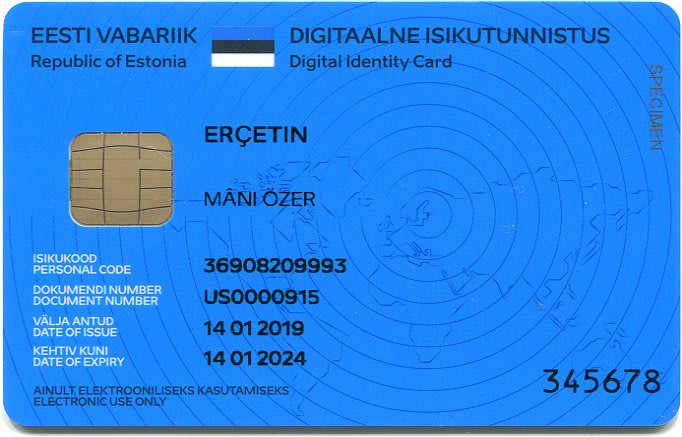 EESTI VABARIIK
Republic of Estonia
DIGITAALNE ISIKUTUNNISTUS
Digital Identity Card
SPECIMEN
ERÇETIN
MÂNI ÖZER
ISIKUKOOD
PERSONAL CODE
36908209993
DOKUMENDI NUMBER
DOCUMENT NUMBER
US0000915
VÄLJA ANTUD
DATE OF ISSUE
14 01 2019
KEHTIV KUNI
DATE OF EXPIRY
14 01 2024
AINULT ELEKTROONILISEKS KASUTAMISEKS
ELECTRONIC USE ONLY
345678